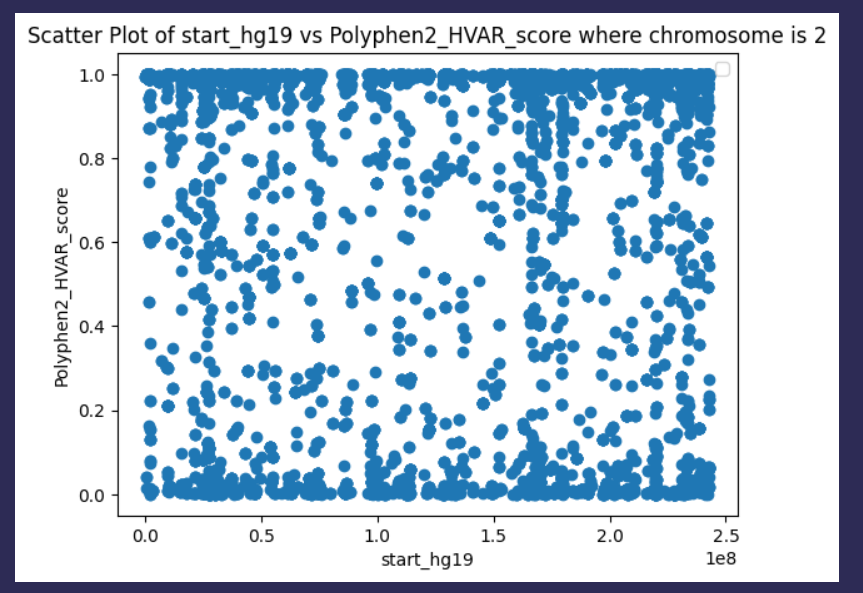 Scatter Plot of start_hg19 vs Polyphen2_HVAR_score where chromosome is 2
1.0
0.8
0.6
0.4
0.2
0.0
Polyphen2_HVAR_score
0.0 0.5 1.0 1.5 2.0 2.5
1e8
start_hg19